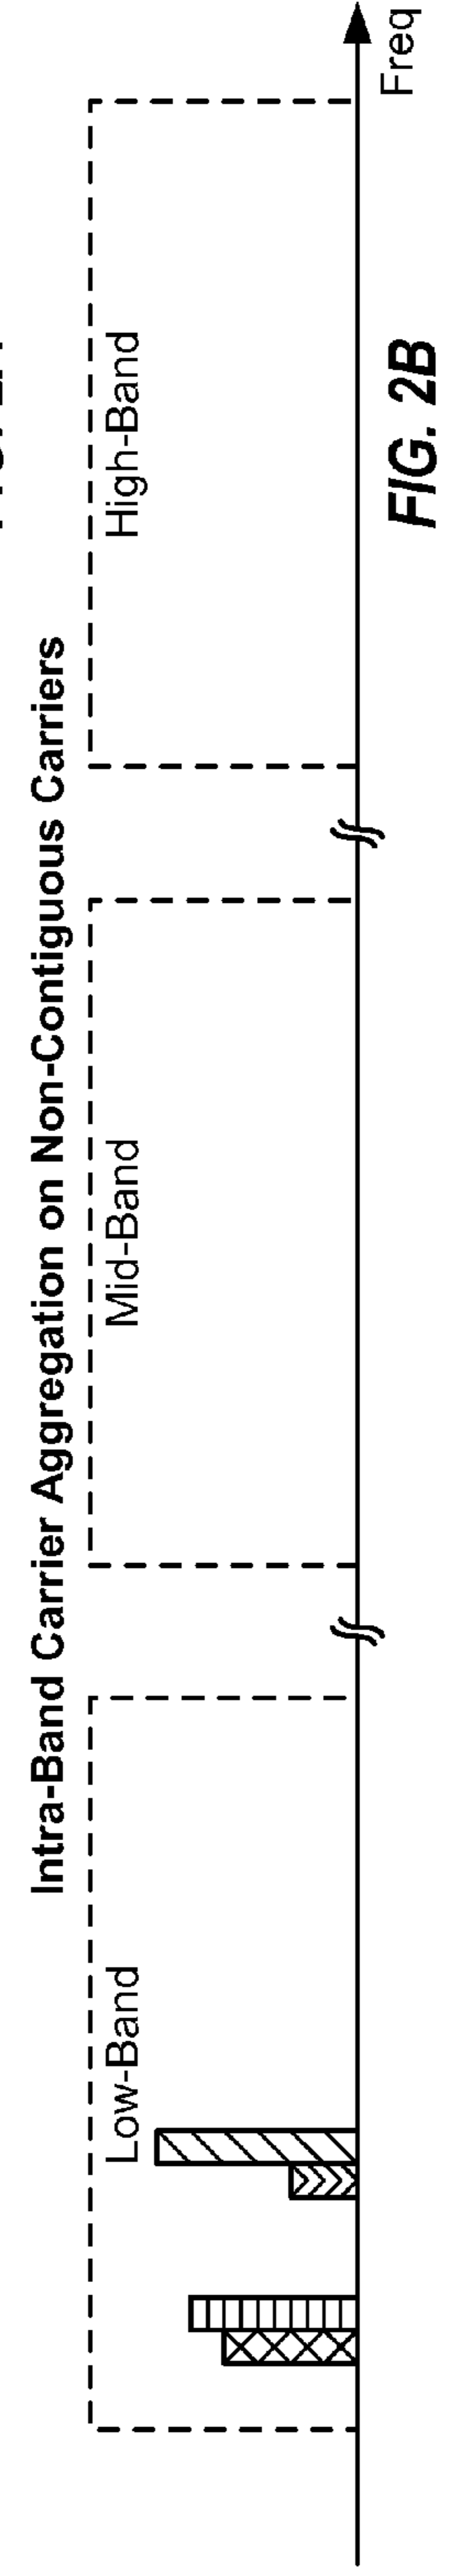 Intra-Band Carrier Aggregation on Non-Contiguous Carriers
Low-Band
Mid-Band
High-Band
Freq
FIG. 2B